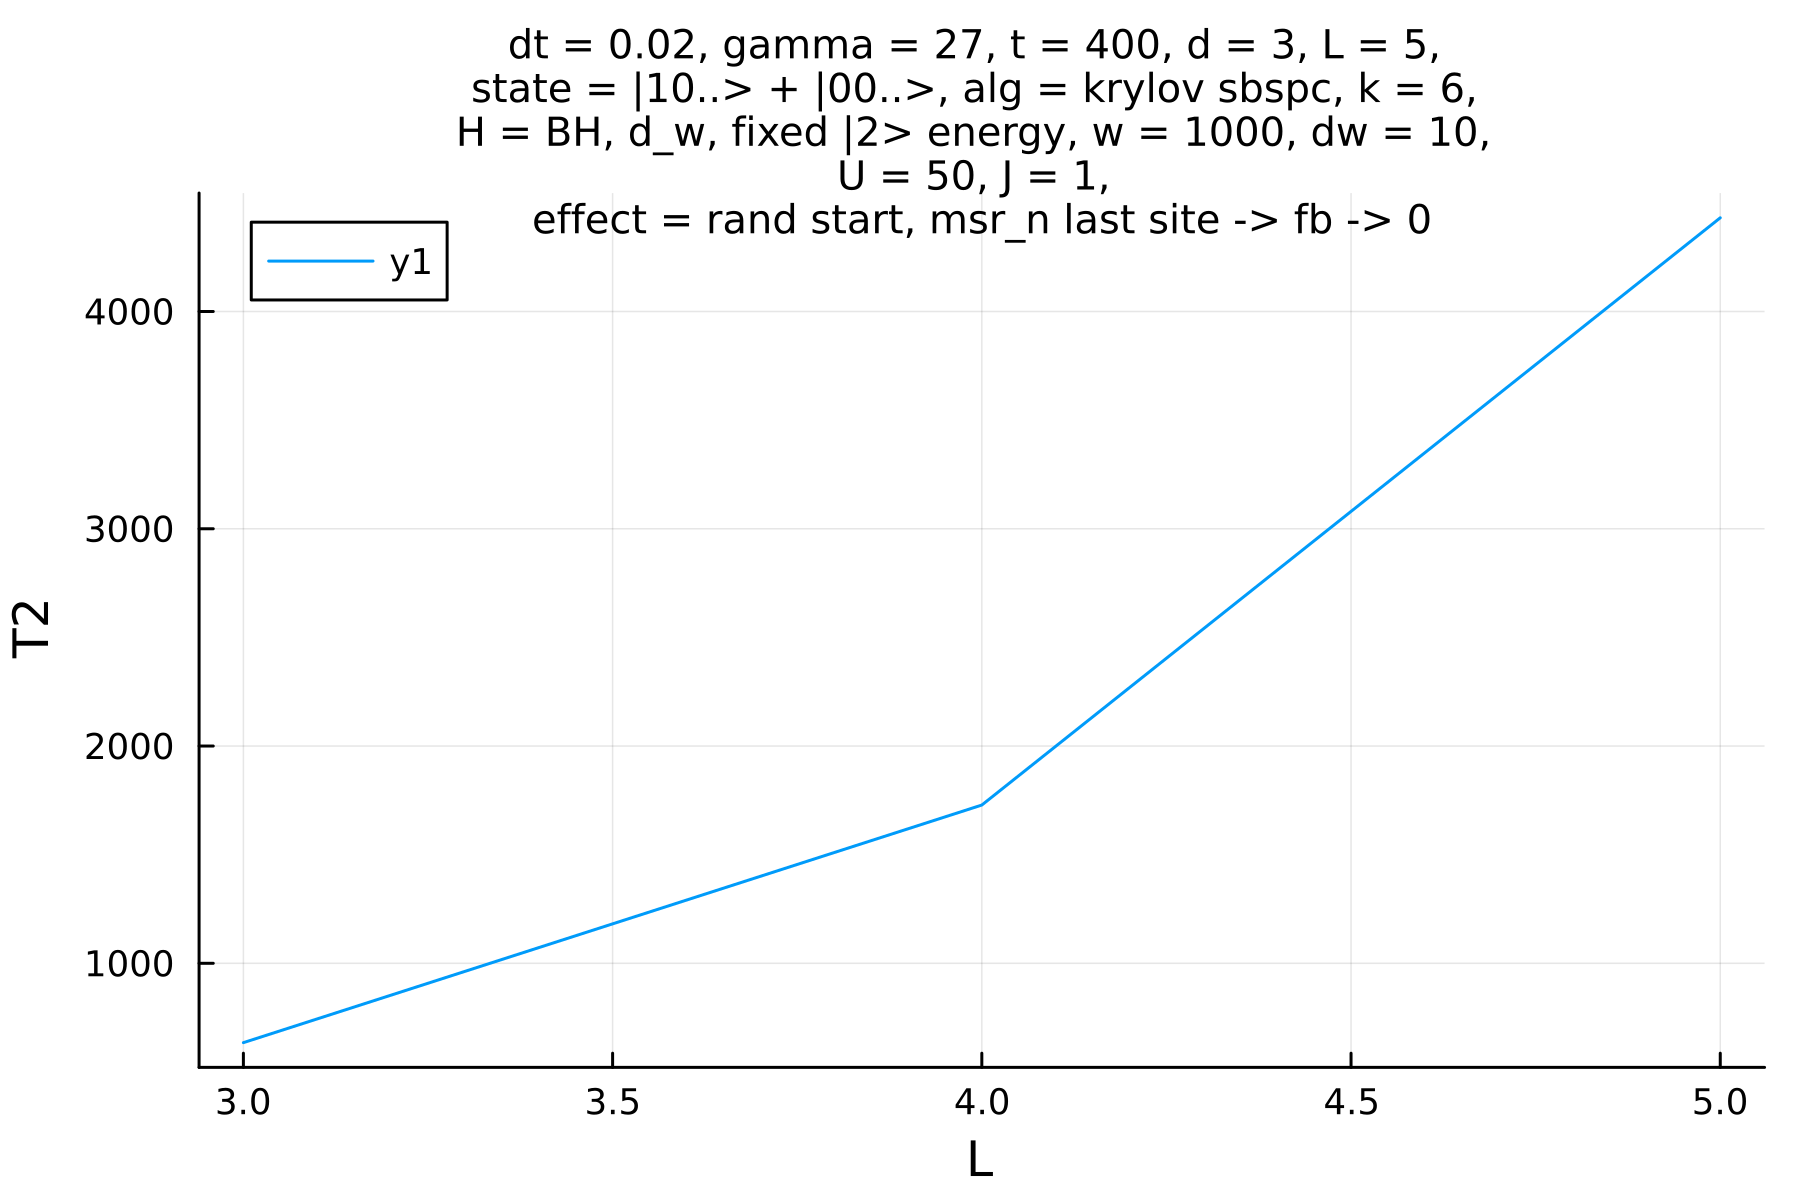 dt = 0.02, gamma = 27, t = 400, d = 3, L = 5,
state = |10..> + |00..>, alg = krylov sbspc, k = 6,
H = BH, d_w, fixed |2> energy, w = 1000, dw = 10,
U = 50, J = 1,
effect = rand start, msr_n last site -> fb -> 0
y1
4000
3000
2000
1000
T2
3.0 3.5 4.0 4.5 5.0
L